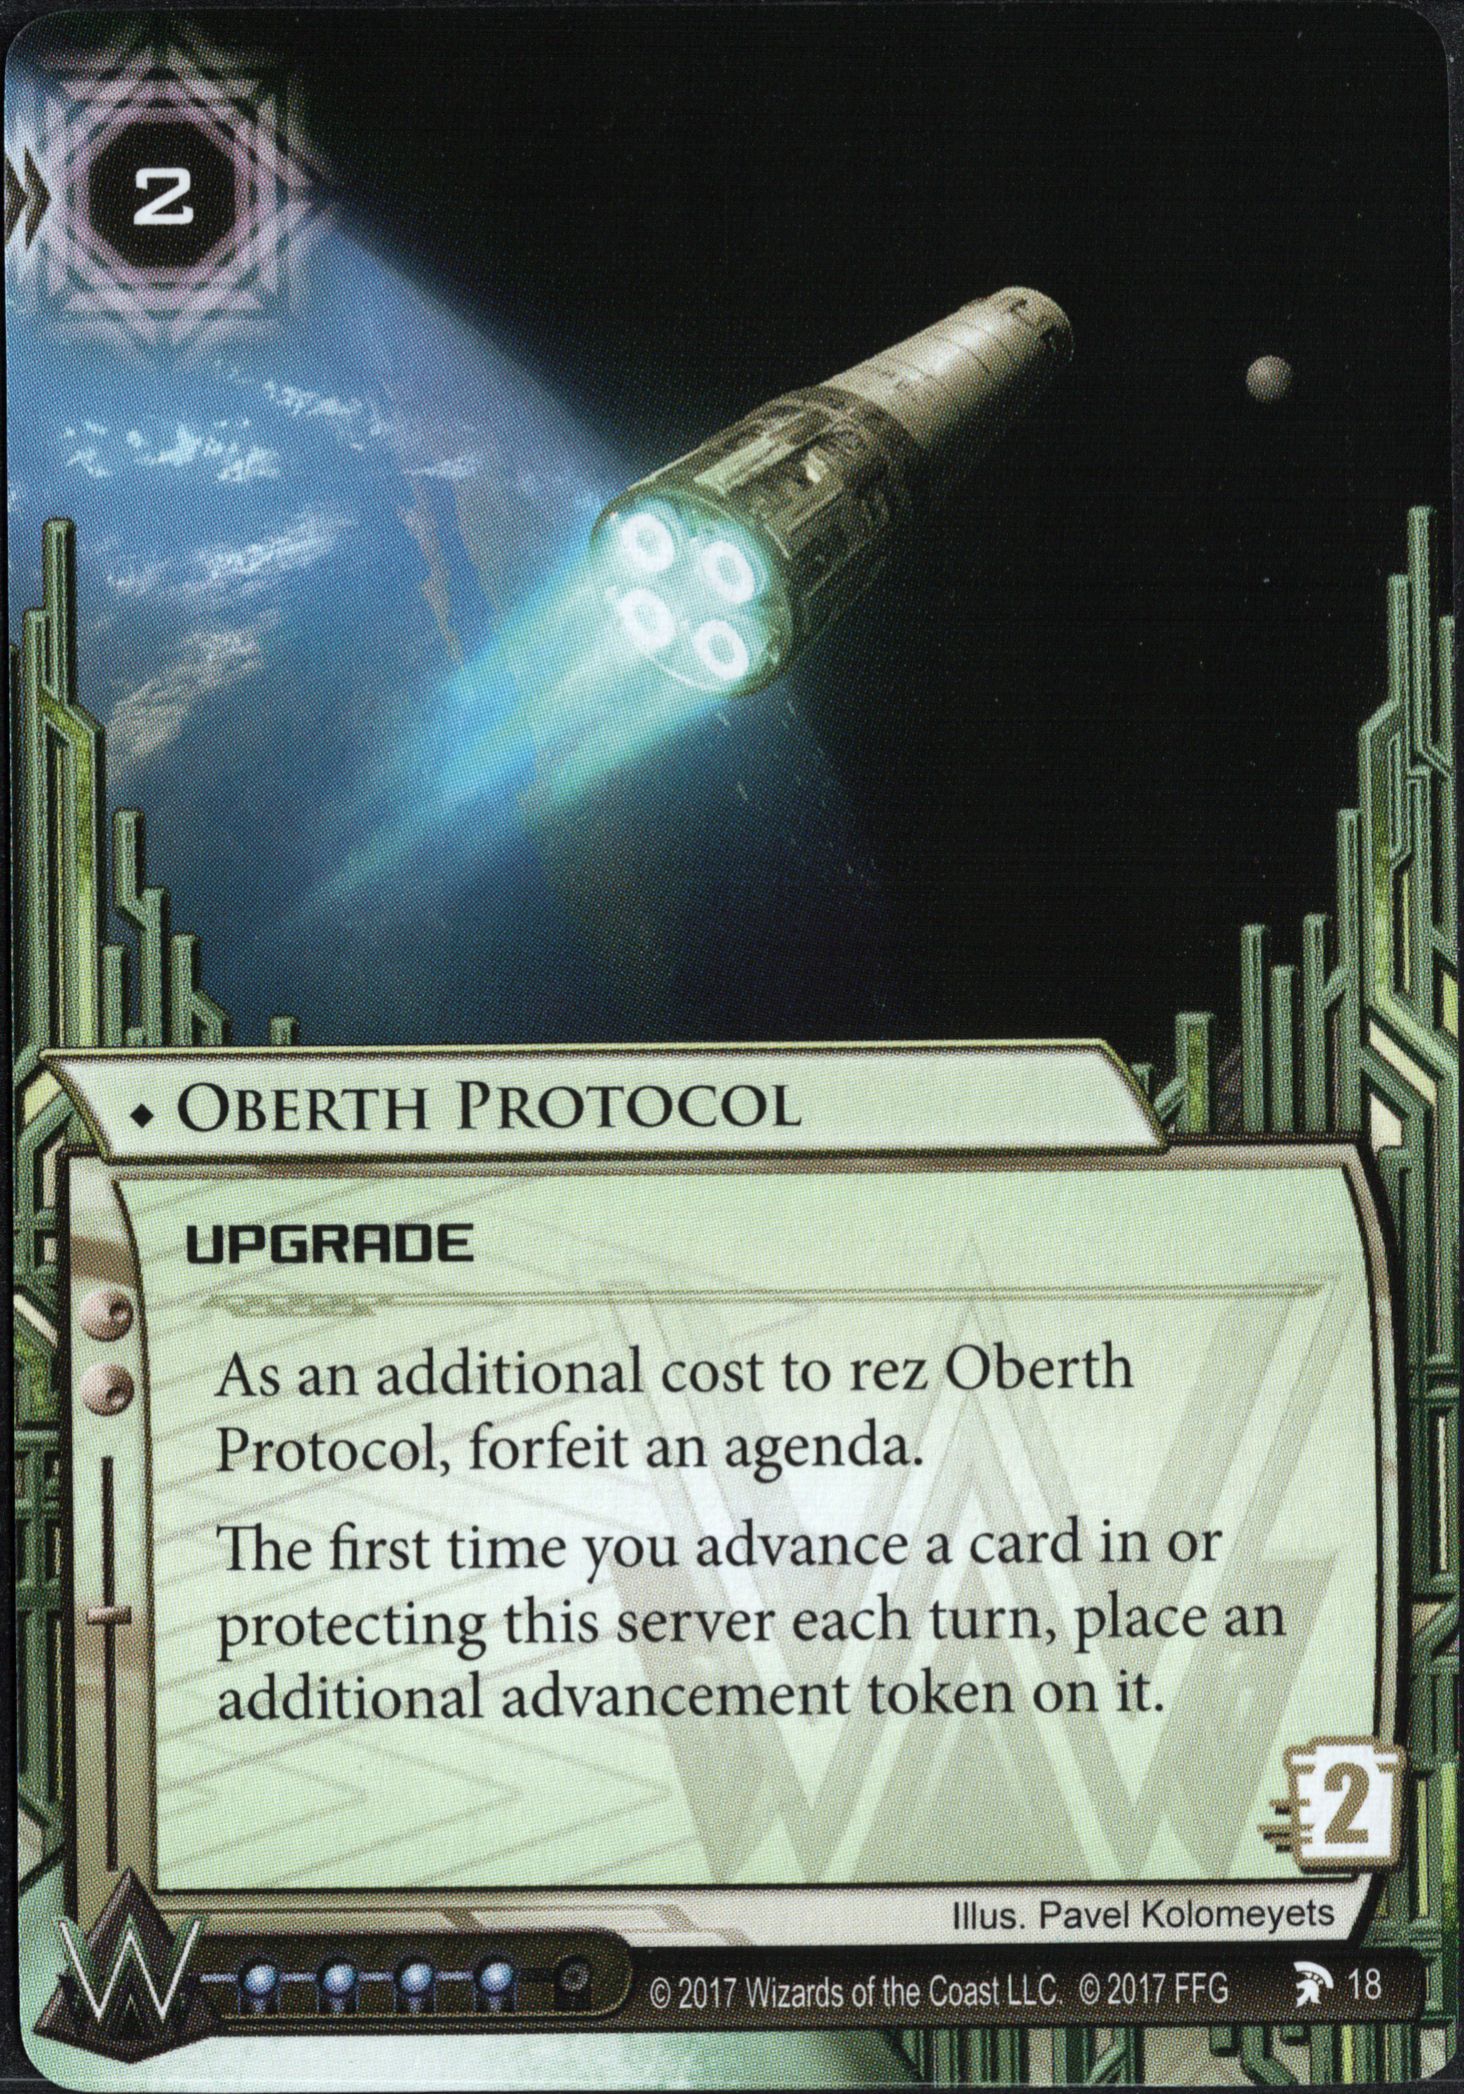 2
◆ OBERTH PROTOCOL
UPGRADE
As an additional cost to rez Oberth
Protocol, forfeit an agenda.
The first time you advance a card in or
protecting this server each turn, place an
additional advancement token on it.
2
Illus. Pavel Kolomeyets
W
© 2017 Wizards of the Coast LLC. © 2017 FFG 18